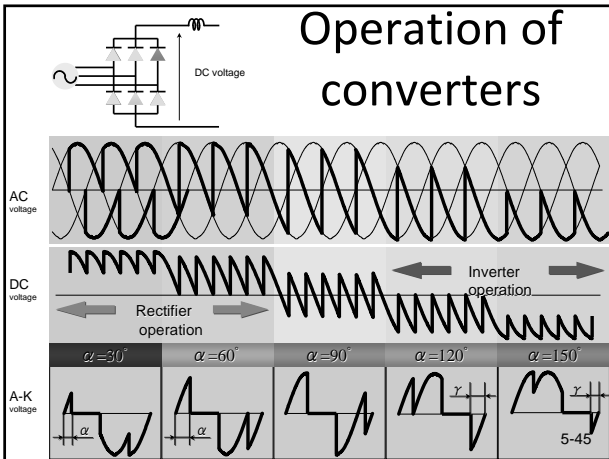 Operation of
converters
DC voltage
AC
voltage
DC
voltage
Rectifier
operation
Inverter
operation
α=30°
α=60°
α=90°
α=120°
α=150°
A-K
voltage
α
α
γ
γ
5-45